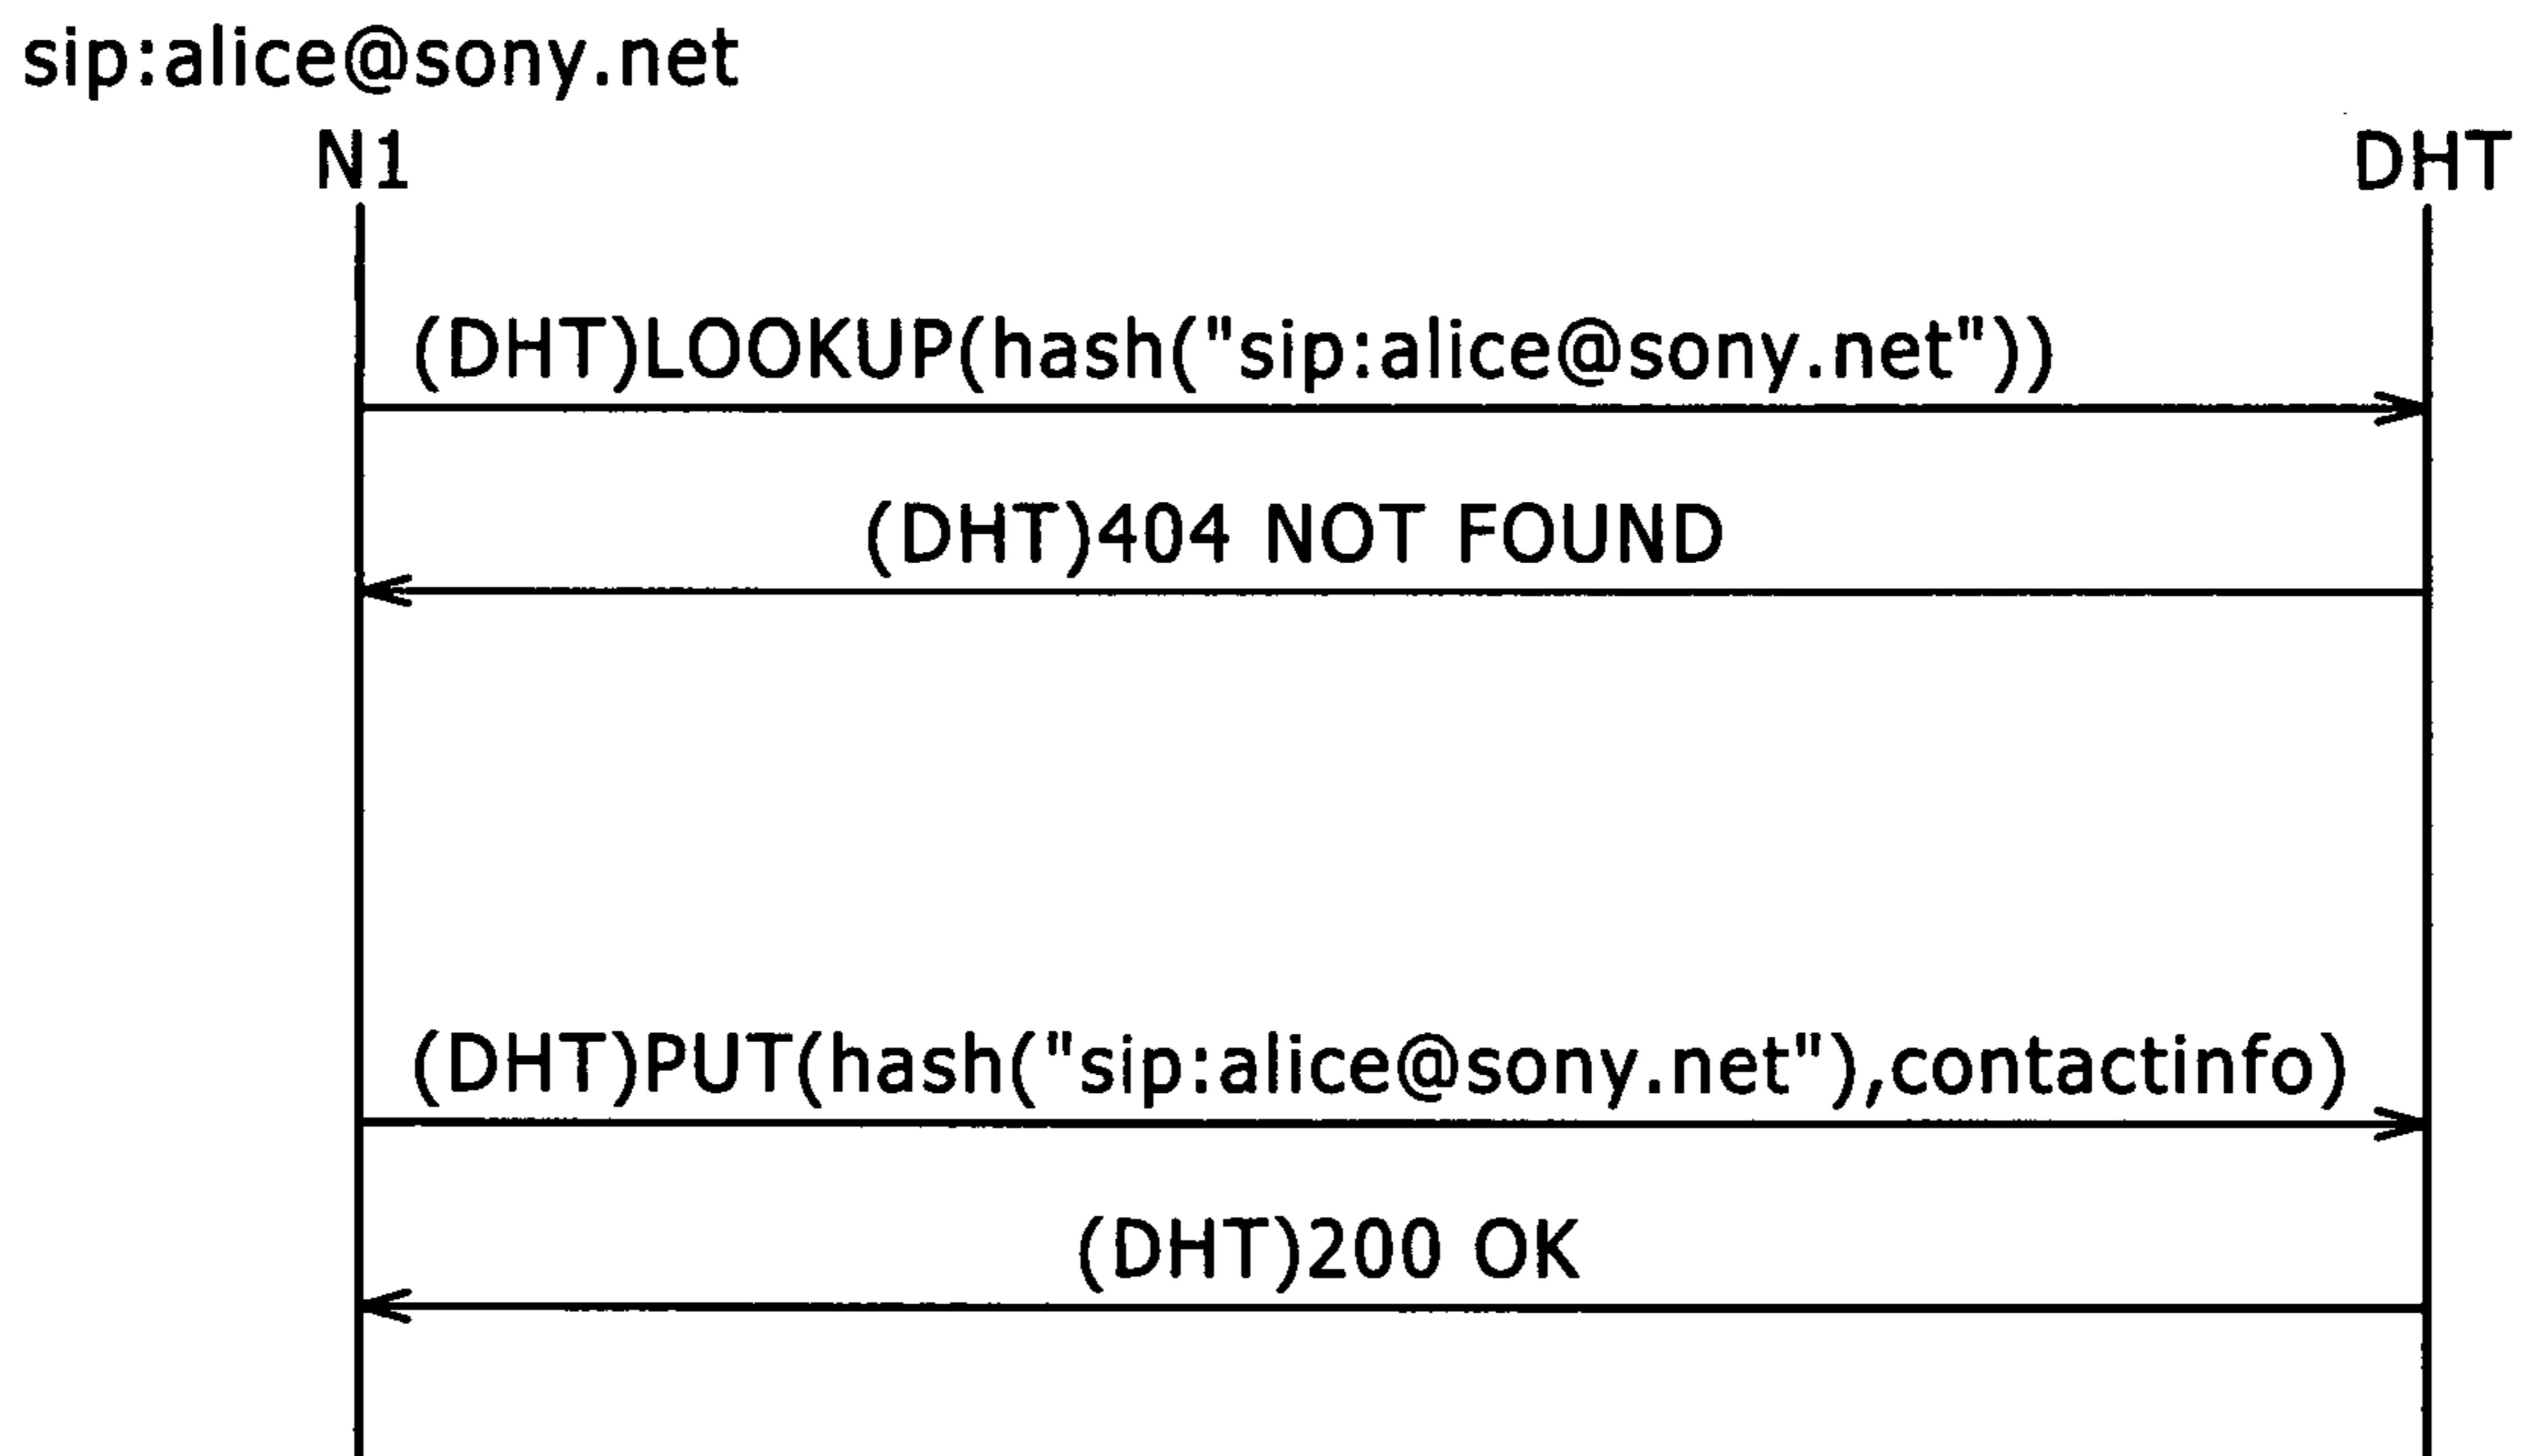 sip:alice@sony.net
N1 DHT
(DHT)LOOKUP(hash("sip:alice@sony.net"))
(DHT)404 NOT FOUND
(DHT)PUT(hash("sip:alice@sony.net"),contactinfo)
(DHT)200 OK